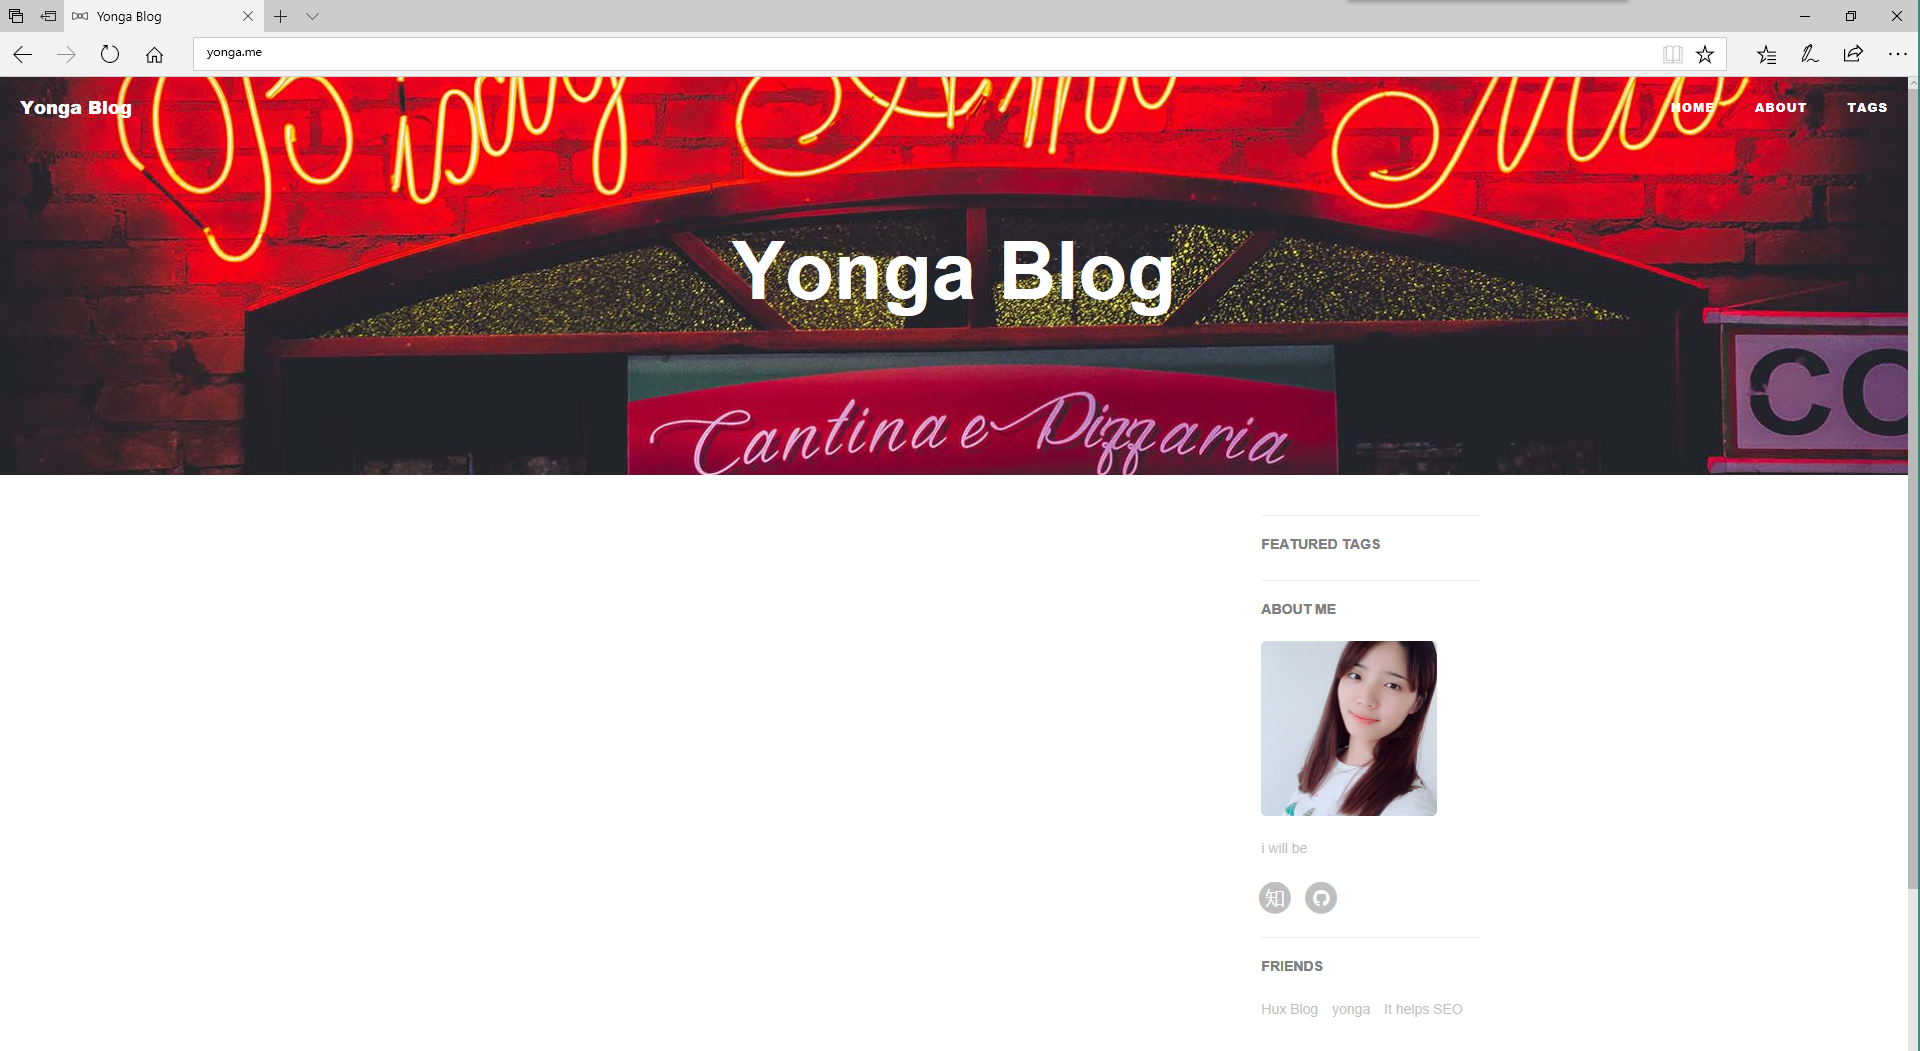 Yonga Blog
yonga.me
Yonga Blog
HOME ABOUT TAGS
Yonga Blog
Cantina e Pizzaria
CO
FEATURED TAGS
ABOUT ME
i will be
知
FRIENDS
Hux Blog yonga It helps SEO